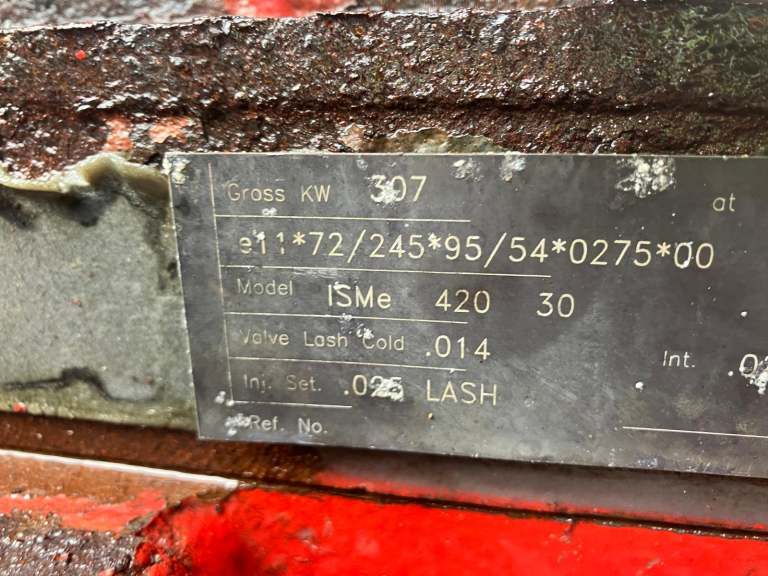 Gross KW 307 at
e11*72/245*95/54*0275*00
Model ISMe 420 30
Valve Lash Cold .014 Int.
Inj. Set. .025 LASH
Ref. No.